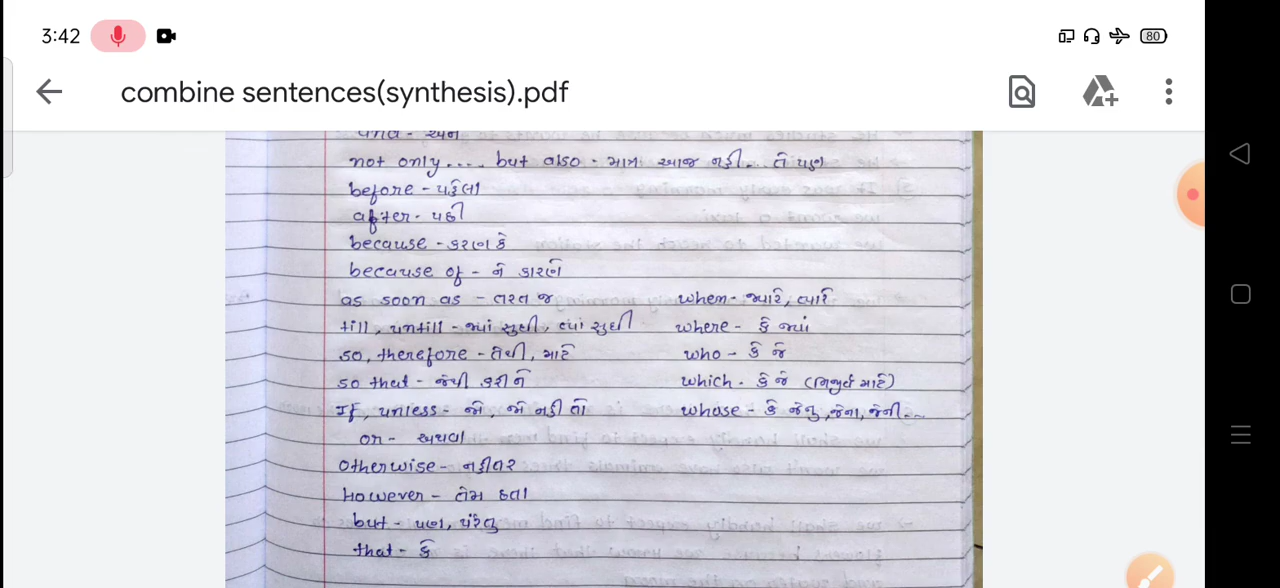 3:42
80
combine sentences(synthesis).pdf
not only.... but also - માત્ર આજ નહી.. તે પણ
before - પહેલા
after - પછી
because - કારણ કે
because of - ને કારણે
as soon as - તરત જ when - જ્યારે, ત્યારે
till, untill - જ્યાં સુધી, ત્યાં સુધી where - કે જ્યાં
so, therefore - તેથી, માટે who - કે જે
so that - જેથી કરીને which - કે જે (નિર્જીવ માટે)
If, unless - જો, જો નહી તો whose - કે જેનુ, જેના, જેની...
or - અથવા
otherwise - નહીતર
However - તેમ છતા
but - પણ, પરંતુ
that - કે